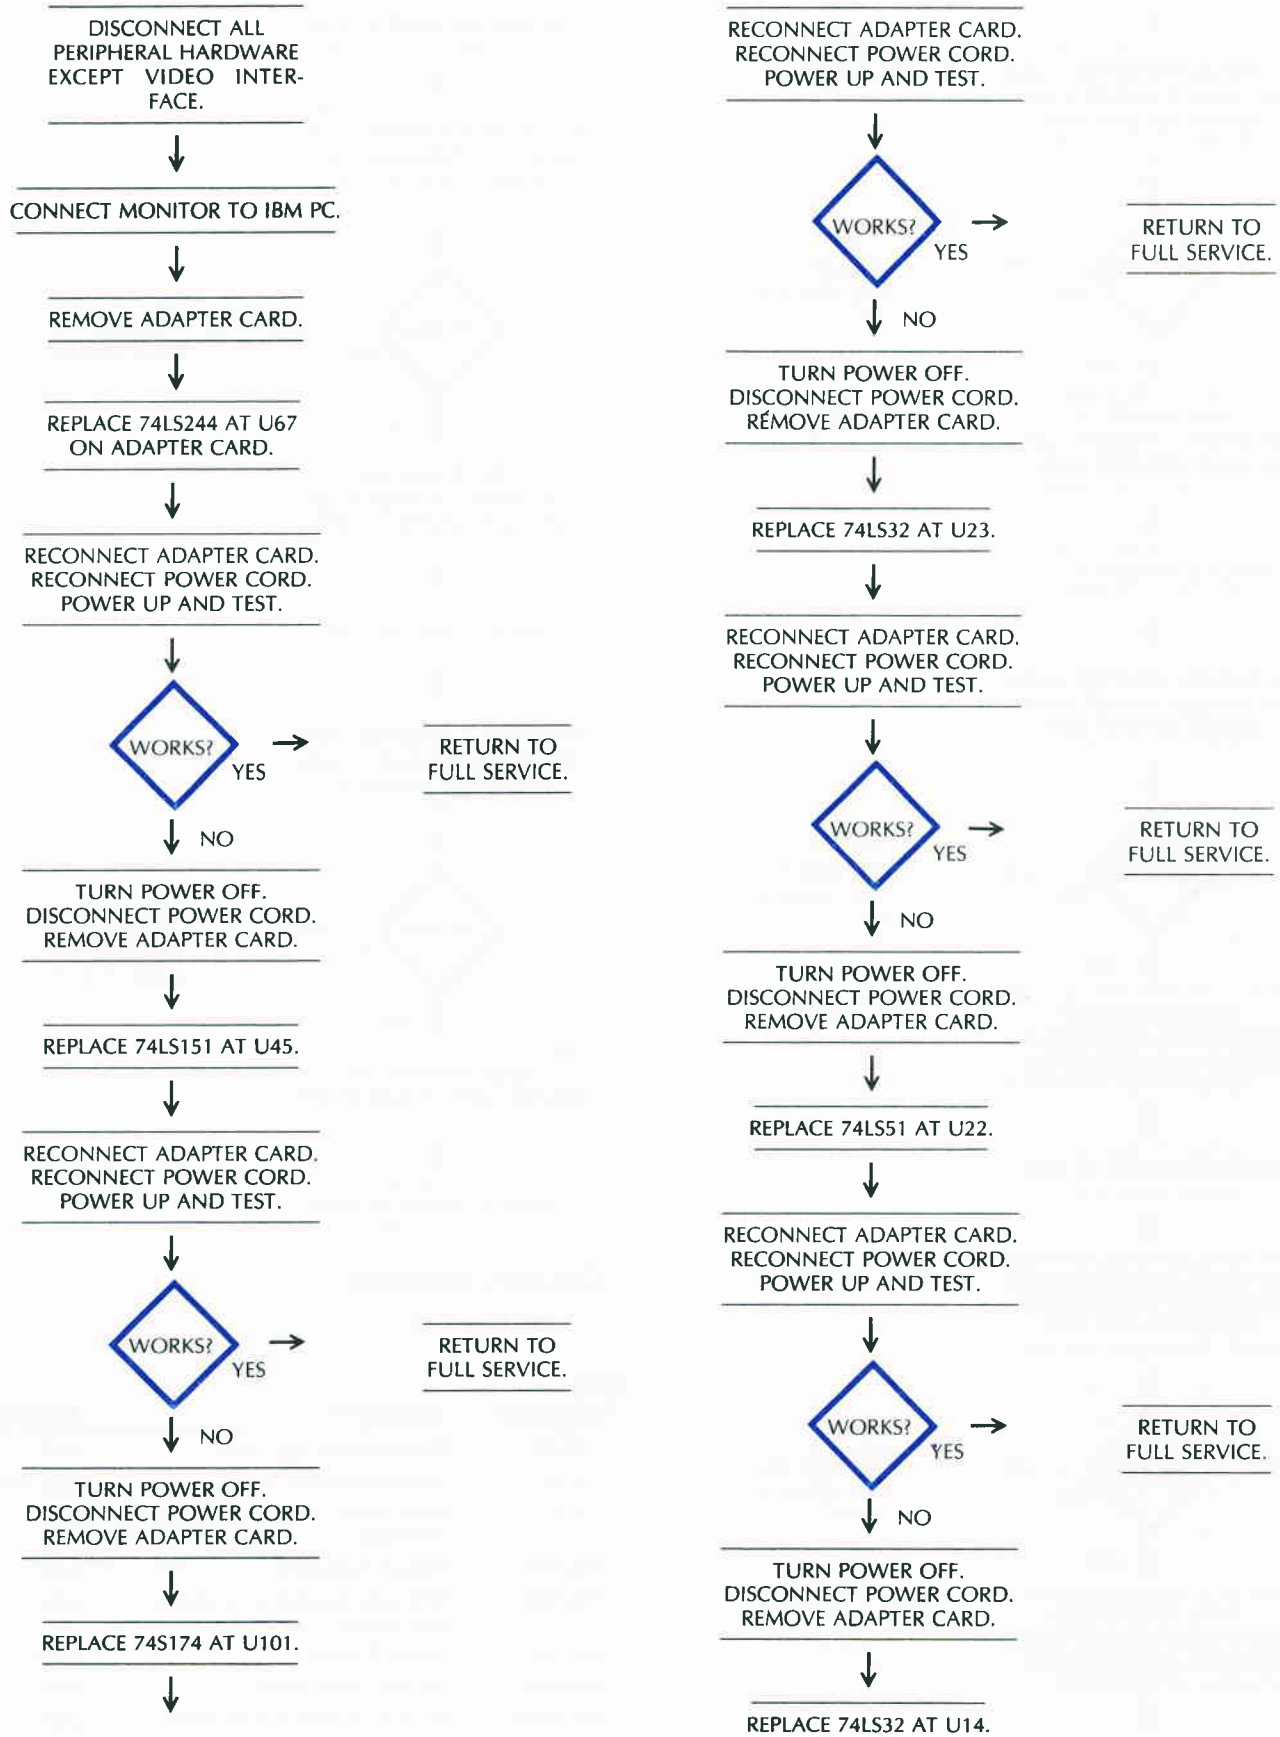 DISCONNECT ALL
PERIPHERAL HARDWARE
EXCEPT VIDEO INTER-
FACE.
CONNECT MONITOR TO IBM PC.
REMOVE ADAPTER CARD.
REPLACE 74LS244 AT U67
ON ADAPTER CARD.
RECONNECT ADAPTER CARD.
RECONNECT POWER CORD.
POWER UP AND TEST.
WORKS?
YES
RETURN TO
FULL SERVICE.
NO
TURN POWER OFF.
DISCONNECT POWER CORD.
REMOVE ADAPTER CARD.
REPLACE 74LS151 AT U45.
RECONNECT ADAPTER CARD.
RECONNECT POWER CORD.
POWER UP AND TEST.
WORKS?
YES
RETURN TO
FULL SERVICE.
NO
TURN POWER OFF.
DISCONNECT POWER CORD.
REMOVE ADAPTER CARD.
REPLACE 74S174 AT U101.
RECONNECT ADAPTER CARD.
RECONNECT POWER CORD.
POWER UP AND TEST.
WORKS?
YES
RETURN TO
FULL SERVICE.
NO
TURN POWER OFF.
DISCONNECT POWER CORD.
REMOVE ADAPTER CARD.
REPLACE 74LS32 AT U23.
RECONNECT ADAPTER CARD.
RECONNECT POWER CORD.
POWER UP AND TEST.
WORKS?
YES
RETURN TO
FULL SERVICE.
NO
TURN POWER OFF.
DISCONNECT POWER CORD.
REMOVE ADAPTER CARD.
REPLACE 74LS51 AT U22.
RECONNECT ADAPTER CARD.
RECONNECT POWER CORD.
POWER UP AND TEST.
WORKS?
YES
RETURN TO
FULL SERVICE.
NO
TURN POWER OFF.
DISCONNECT POWER CORD.
REMOVE ADAPTER CARD.
REPLACE 74LS32 AT U14.